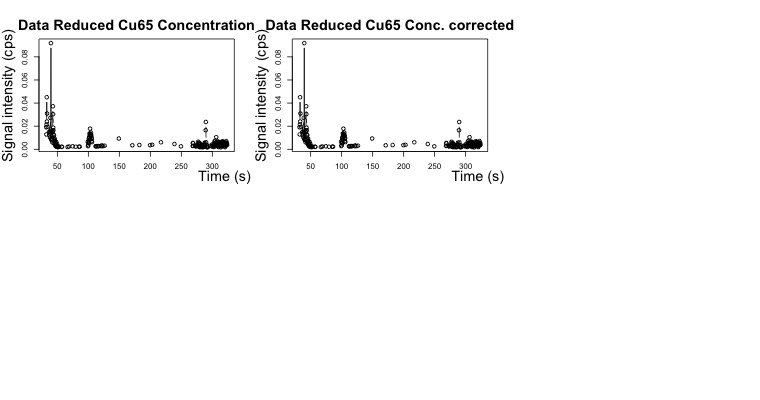 Data Reduced Cu65 Concentration
Signal intensity (cps)
0.00 0.02 0.04 0.06 0.08
50 100 150 200 250 300
Time (s)
Data Reduced Cu65 Conc. corrected
Signal intensity (cps)
0.00 0.02 0.04 0.06 0.08
50 100 150 200 250 300
Time (s)